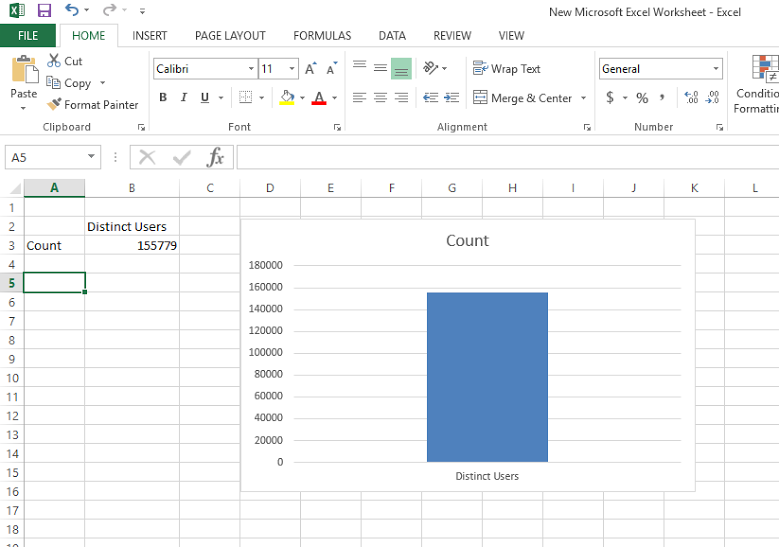 New Microsoft Excel Worksheet - Excel
FILE HOME INSERT PAGE LAYOUT FORMULAS DATA REVIEW VIEW
Paste
Cut
Copy
Format Painter
Clipboard
Calibri 11
B I U A
Font
Wrap Text
Merge & Center
Alignment
General
$ % ,
Number
Conditio
Formattin
A5 fx
A B C D E F G H I J K L
1
2 Distinct Users
3 Count 155779
4
5
6
7
8
9
10
11
12
13
14
15
16
17
18
Count
180000
160000
140000
120000
100000
80000
60000
40000
20000
0
Distinct Users